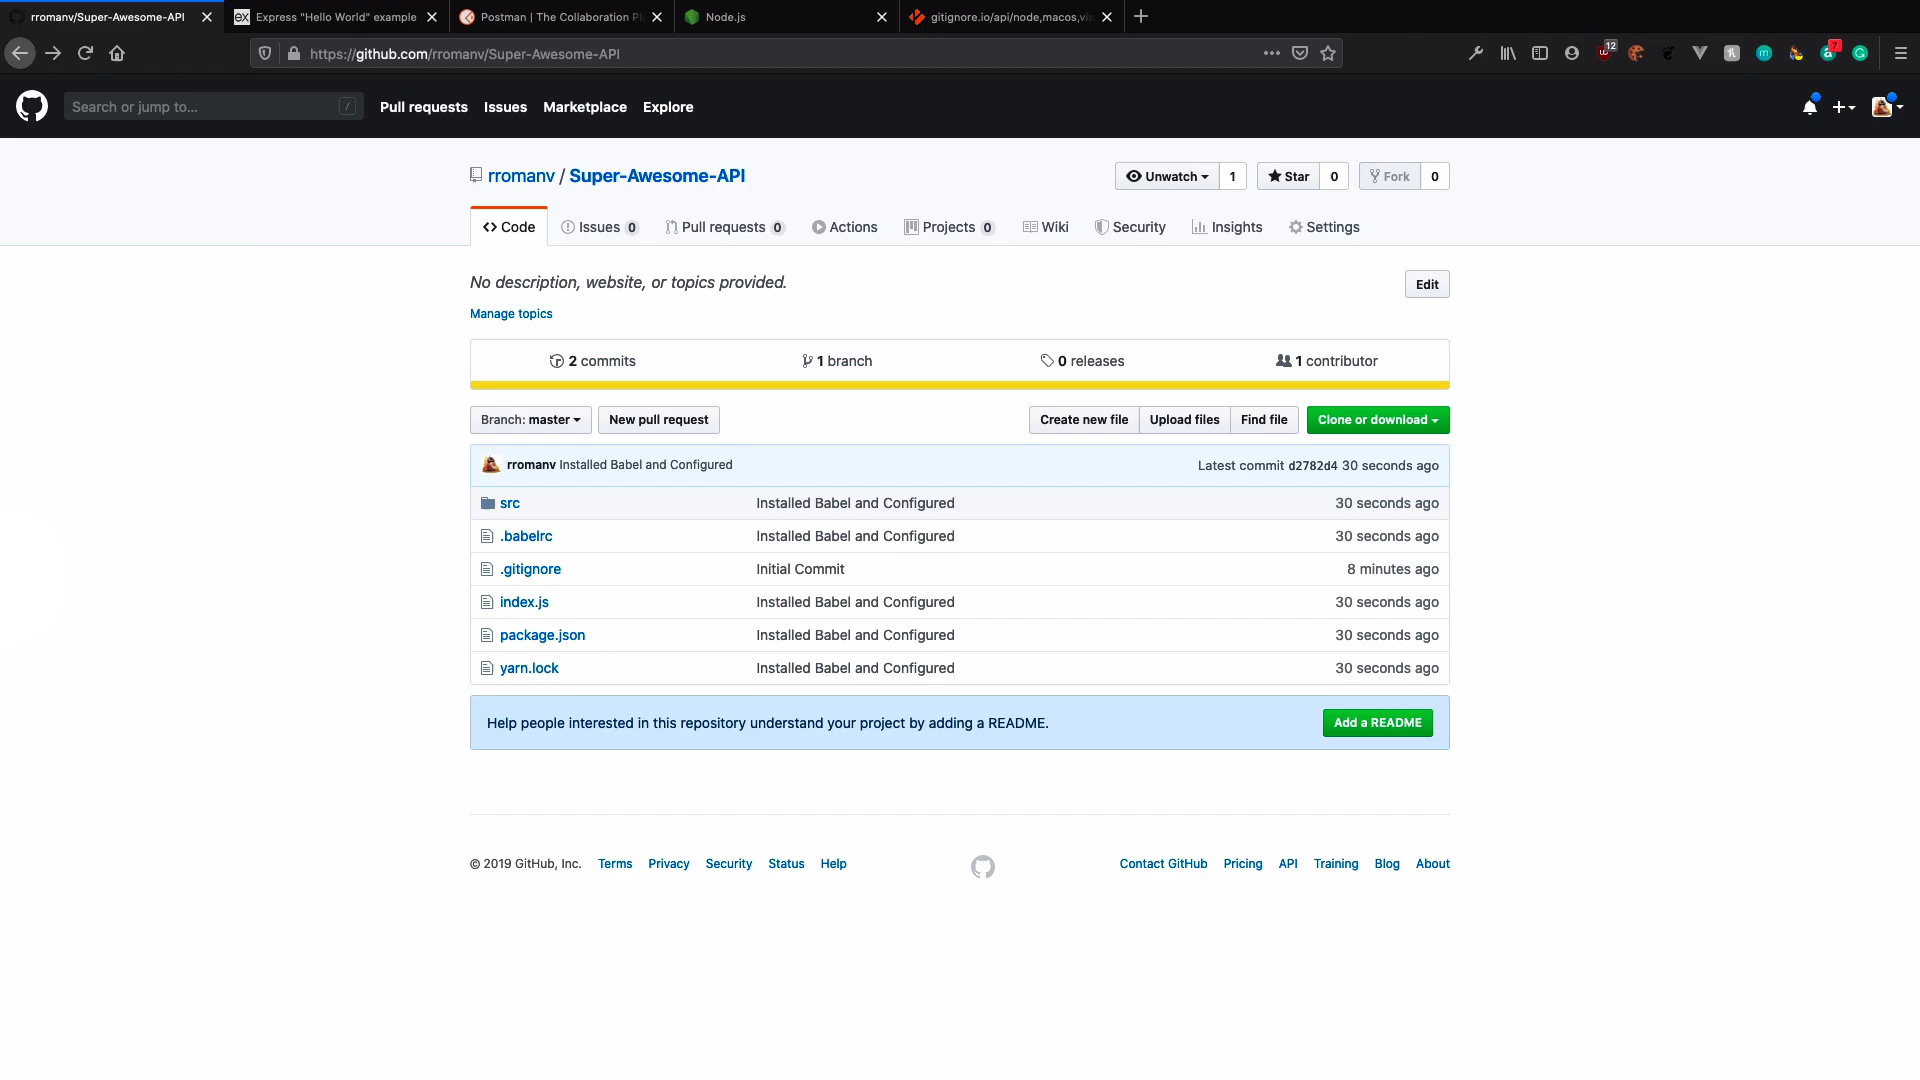 rromanv/Super-Awesome-API
EX Express "Hello World" example
Postman | The Collaboration Pl
Node.js
gitignore.io/api/node,macos,vis
https://github.com/rromanv/Super-Awesome-API
12
7
Search or jump to... /
Pull requests Issues Marketplace Explore
rromanv / Super-Awesome-API
Unwatch 1 Star 0 Fork 0
Code Issues 0 Pull requests 0 Actions Projects 0 Wiki Security Insights Settings
No description, website, or topics provided. Edit
Manage topics
2 commits 1 branch 0 releases 1 contributor
Branch: master New pull request Create new file Upload files Find file Clone or download
rromanv Installed Babel and Configured Latest commit d2782d4 30 seconds ago
src Installed Babel and Configured 30 seconds ago
.babelrc Installed Babel and Configured 30 seconds ago
.gitignore Initial Commit 8 minutes ago
index.js Installed Babel and Configured 30 seconds ago
package.json Installed Babel and Configured 30 seconds ago
yarn.lock Installed Babel and Configured 30 seconds ago
Help people interested in this repository understand your project by adding a README. Add a README
© 2019 GitHub, Inc. Terms Privacy Security Status Help Contact GitHub Pricing API Training Blog About